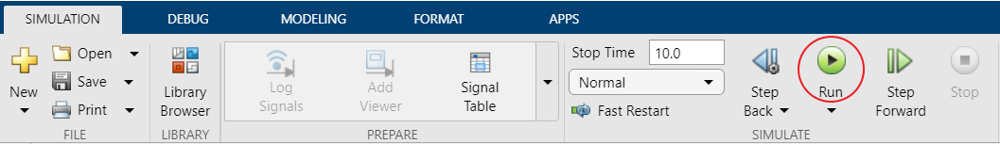 SIMULATION DEBUG MODELING FORMAT APPS
New
Open
Save
Print
FILE
Library
Browser
LIBRARY
Log
Signals
Add
Viewer
Signal
Table
PREPARE
Stop Time 10.0
Normal
Fast Restart
Step
Back
Run
Step
Forward
Stop
SIMULATE